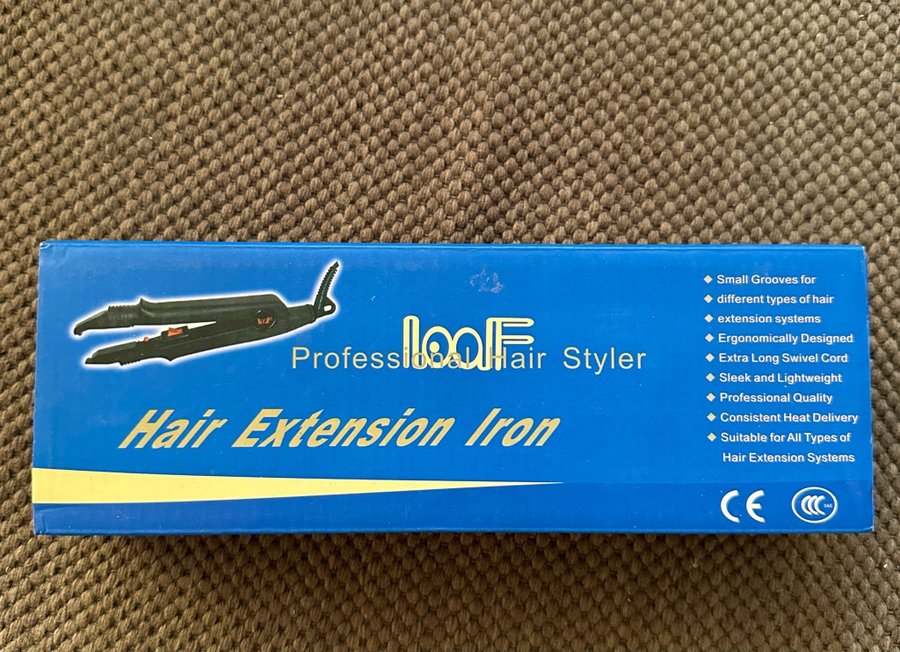 Professional Hair Styler
Hair Extension Iron
Small Grooves for
different types of hair
extension systems
Ergonomically Designed
Extra Long Swivel Cord
Sleek and Lightweight
Professional Quality
Consistent Heat Delivery
Suitable for All Types of
Hair Extension Systems
CE
CCC